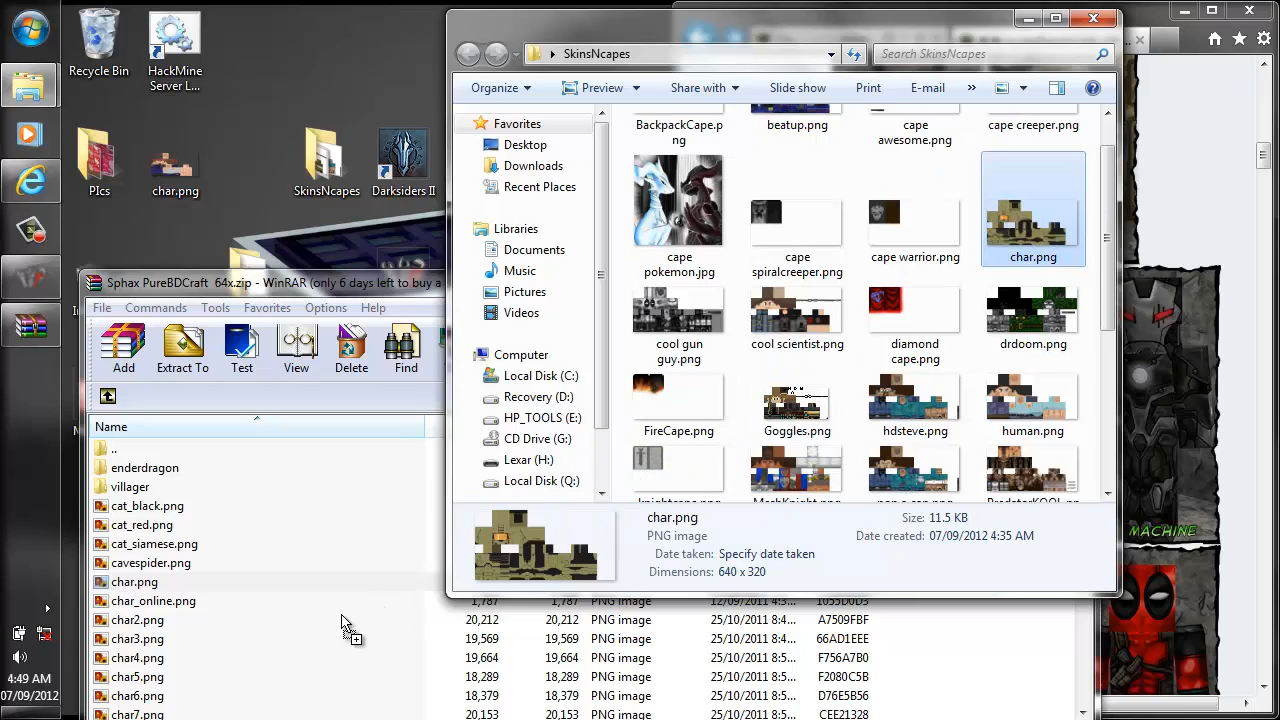 Recycle Bin
HackMine
Server L...
PIcs
char.png
SkinsNcapes
Darksiders II
SkinsNcapes
Search SkinsNcapes
Organize
Preview
Share with
Slide show
Print
E-mail
»
Favorites
Desktop
Downloads
Recent Places
Libraries
Documents
Music
Pictures
Videos
Computer
Local Disk (C:)
Recovery (D:)
HP_TOOLS (E:)
CD Drive (G:)
Lexar (H:)
Local Disk (Q:)
BackpackCape.p
ng
beatup.png
cape
awesome.png
cape creeper.png
cape
pokemon.jpg
cape
spiralcreeper.png
cape warrior.png
char.png
cool gun
guy.png
cool scientist.png
diamond
cape.png
drdoom.png
FireCape.png
Goggles.png
hdsteve.png
human.png
char.png
PNG image
Date taken: Specify date taken
Dimensions: 640 x 320
Size: 11.5 KB
Date created: 07/09/2012 4:35 AM
Sphax PureBDCraft 64x.zip - WinRAR (only 6 days left to buy a
File Commands Tools Favorites Options Help
Add Extract To Test View Delete Find
Name
..
enderdragon
villager
cat_black.png
cat_red.png
cat_siamese.png
cavespider.png
char.png
char_online.png 1,787 1,787 PNG image
char2.png 20,212 20,212 PNG image 25/10/2011 8:4... A7509FBF
char3.png 19,569 19,569 PNG image 25/10/2011 8:4... 66AD1EEE
char4.png 19,664 19,664 PNG image 25/10/2011 8:5... F756A7B0
char5.png 18,289 18,289 PNG image 25/10/2011 8:5... F2080C5B
char6.png 18,379 18,379 PNG image 25/10/2011 8:5... D76E5B56
char7.png 20,153 20,153 PNG image 25/10/2011 8:5... CEE21328
MACHINE
4:49 AM
07/09/2012